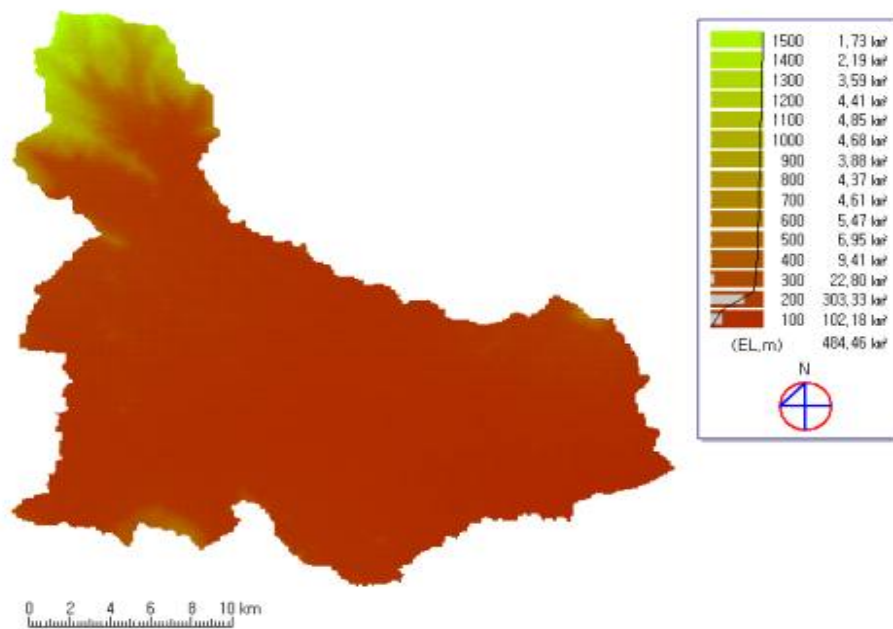 1500 1,73 ㎢
1400 2,19 ㎢
1300 3,59 ㎢
1200 4,41 ㎢
1100 4,85 ㎢
1000 4,68 ㎢
900 3,88 ㎢
800 4,37 ㎢
700 4,61 ㎢
600 5,47 ㎢
500 6,95 ㎢
400 9,41 ㎢
300 22,80 ㎢
200 303,33 ㎢
100 102,18 ㎢
(EL,m) 484,46 ㎢
N
0 2 4 6 8 10 km